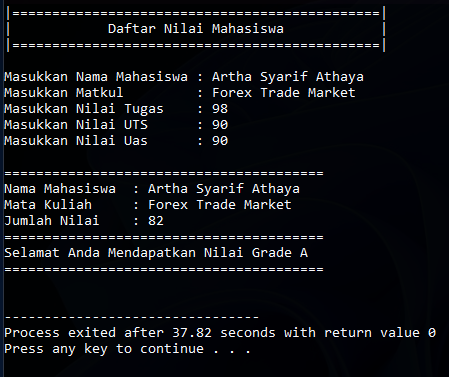 |==============================================|
|            Daftar Nilai Mahasiswa            |
|==============================================|
Masukkan Nama Mahasiswa : Artha Syarif Athaya
Masukkan Matkul         : Forex Trade Market
Masukkan Nilai Tugas    : 98
Masukkan Nilai UTS      : 90
Masukkan Nilai Uas      : 90
========================================
Nama Mahasiswa  : Artha Syarif Athaya
Mata Kuliah     : Forex Trade Market
Jumlah Nilai    : 82
========================================
Selamat Anda Mendapatkan Nilai Grade A
========================================
--------------------------------
Process exited after 37.82 seconds with return value 0
Press any key to continue . . .